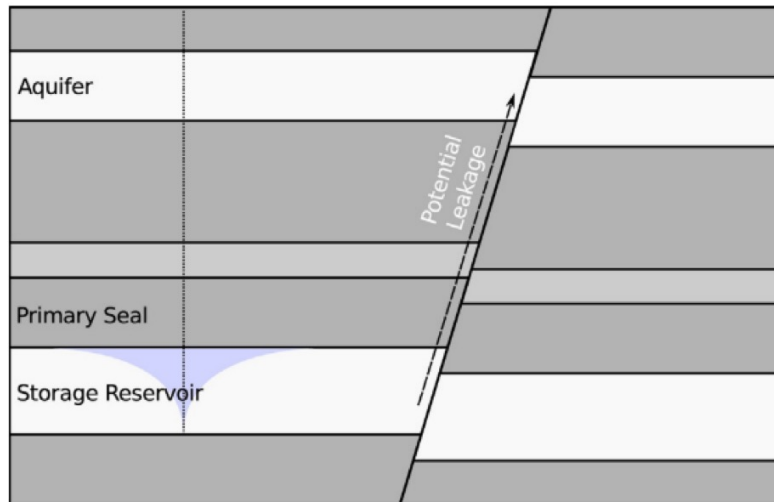 Aquifer
Potential
Leakage
Primary Seal
Storage Reservoir